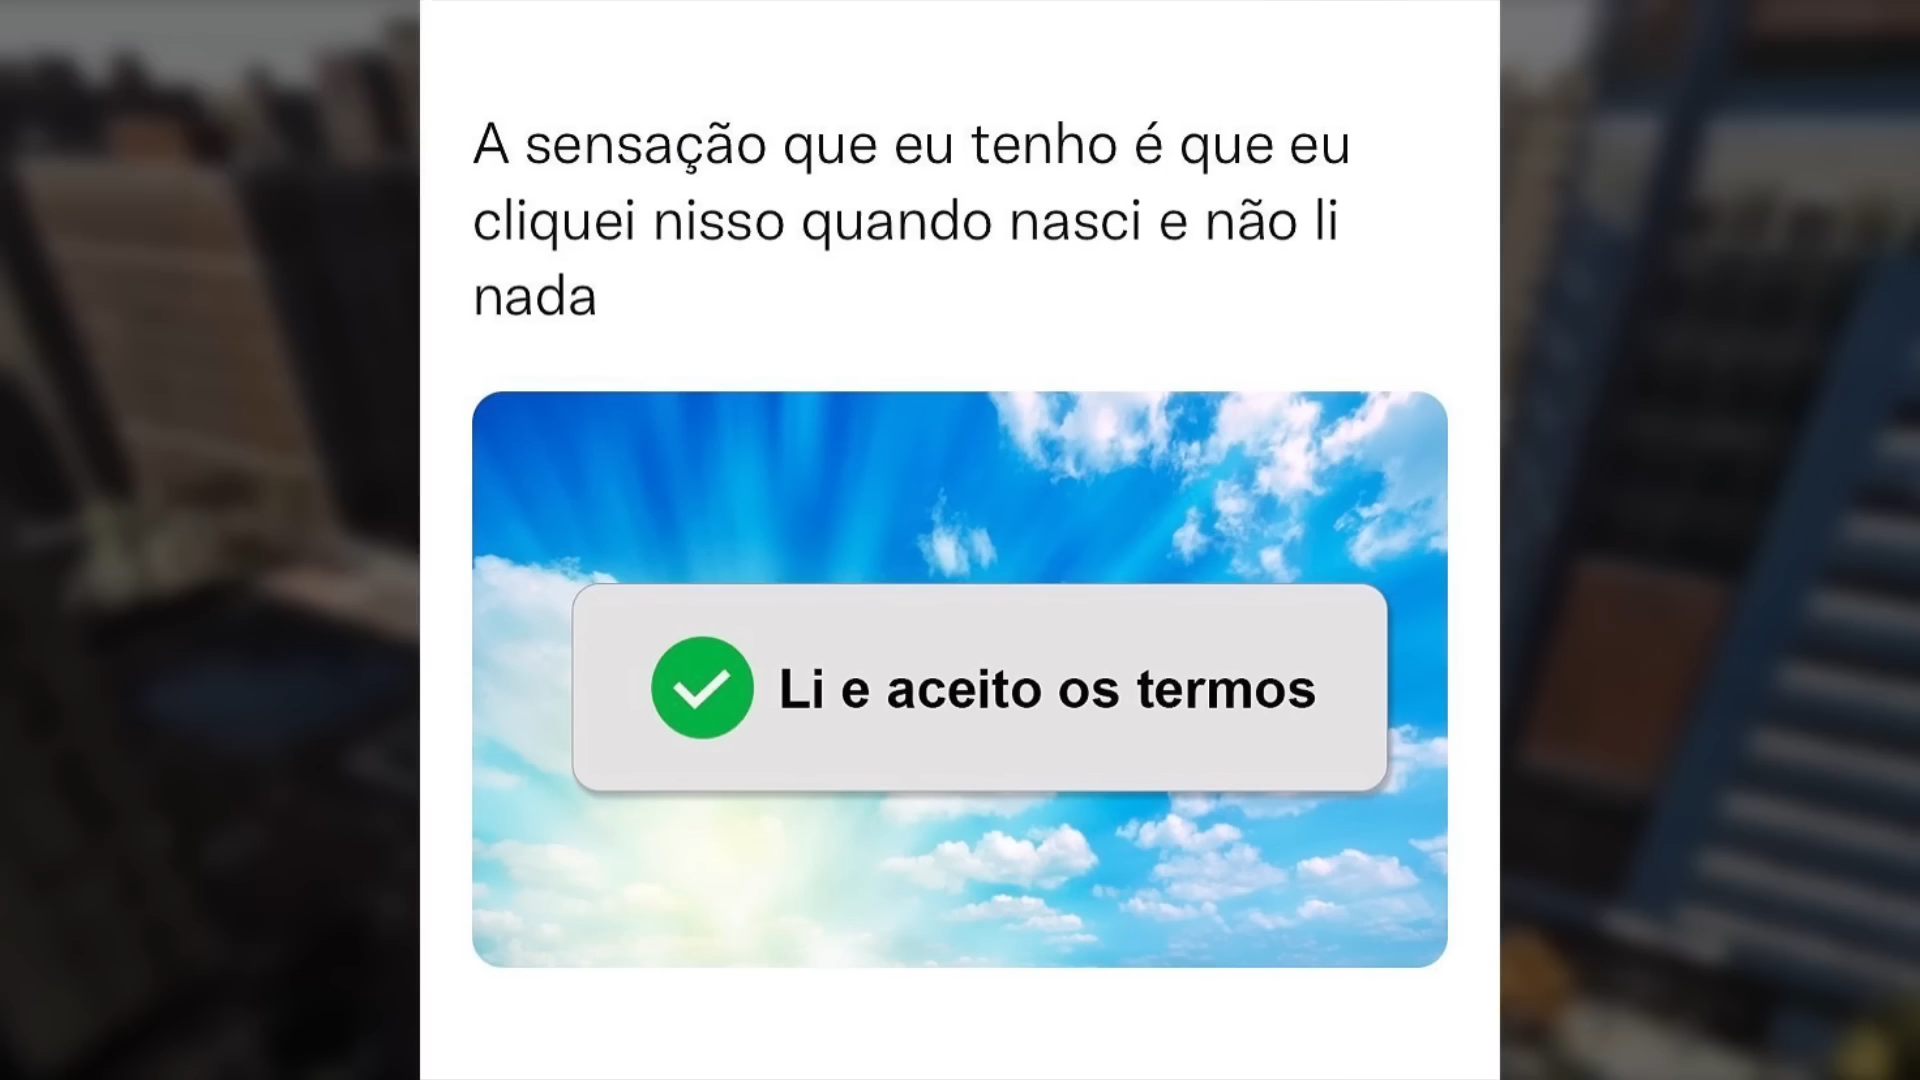 A sensação que eu tenho é que eu
cliquei nisso quando nasci e não li
nada
Li e aceito os termos